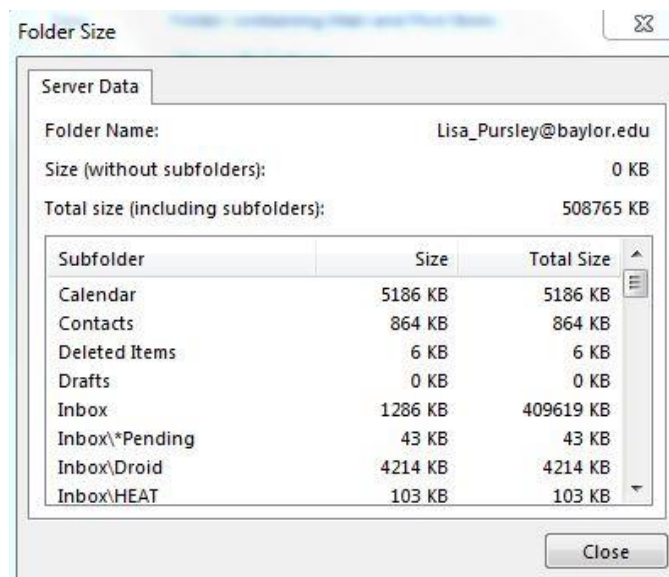 Folder Size
Server Data
Folder Name: Lisa_Pursley@baylor.edu
Size (without subfolders): 0 KB
Total size (including subfolders): 508765 KB
Subfolder Size Total Size
Calendar 5186 KB 5186 KB
Contacts 864 KB 864 KB
Deleted Items 6 KB 6 KB
Drafts 0 KB 0 KB
Inbox 1286 KB 409619 KB
Inbox\*Pending 43 KB 43 KB
Inbox\Droid 4214 KB 4214 KB
Inbox\HEAT 103 KB 103 KB
Close